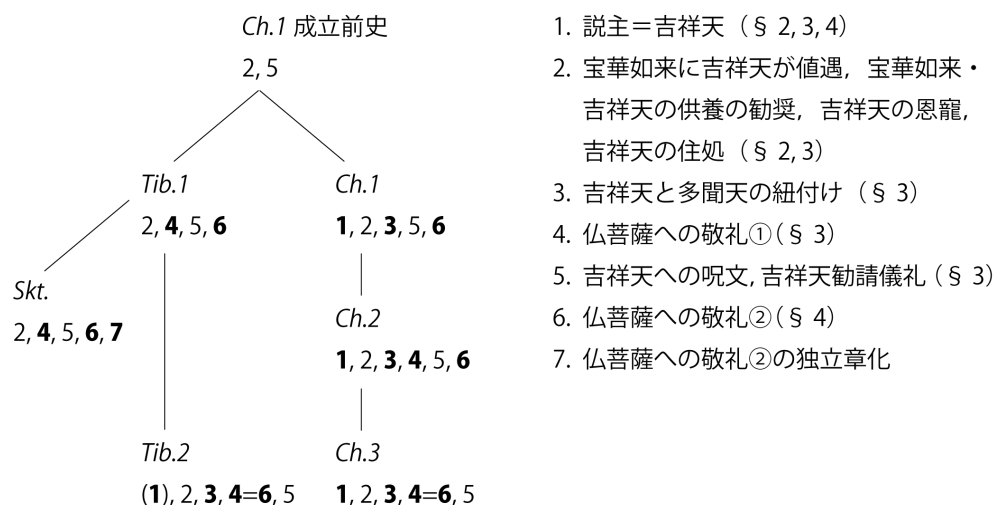 Ch.1 成立前史
2, 5
Tib.1
2, 4, 5, 6
Ch.1
1, 2, 3, 5, 6
Skt.
2, 4, 5, 6, 7
Ch.2
1, 2, 3, 4, 5, 6
Tib.2
(1), 2, 3, 4=6, 5
Ch.3
1, 2, 3, 4=6, 5
1. 説主＝吉祥天（§ 2, 3, 4）
2. 宝華如来に吉祥天が値遇，宝華如来・
吉祥天の供養の勧奨，吉祥天の恩寵，
吉祥天の住処（§ 2, 3）
3. 吉祥天と多聞天の紐付け（§ 3）
4. 仏菩薩への敬礼①（§ 3）
5. 吉祥天への呪文，吉祥天勧請儀礼（§ 3）
6. 仏菩薩への敬礼②（§ 4）
7. 仏菩薩への敬礼②の独立章化